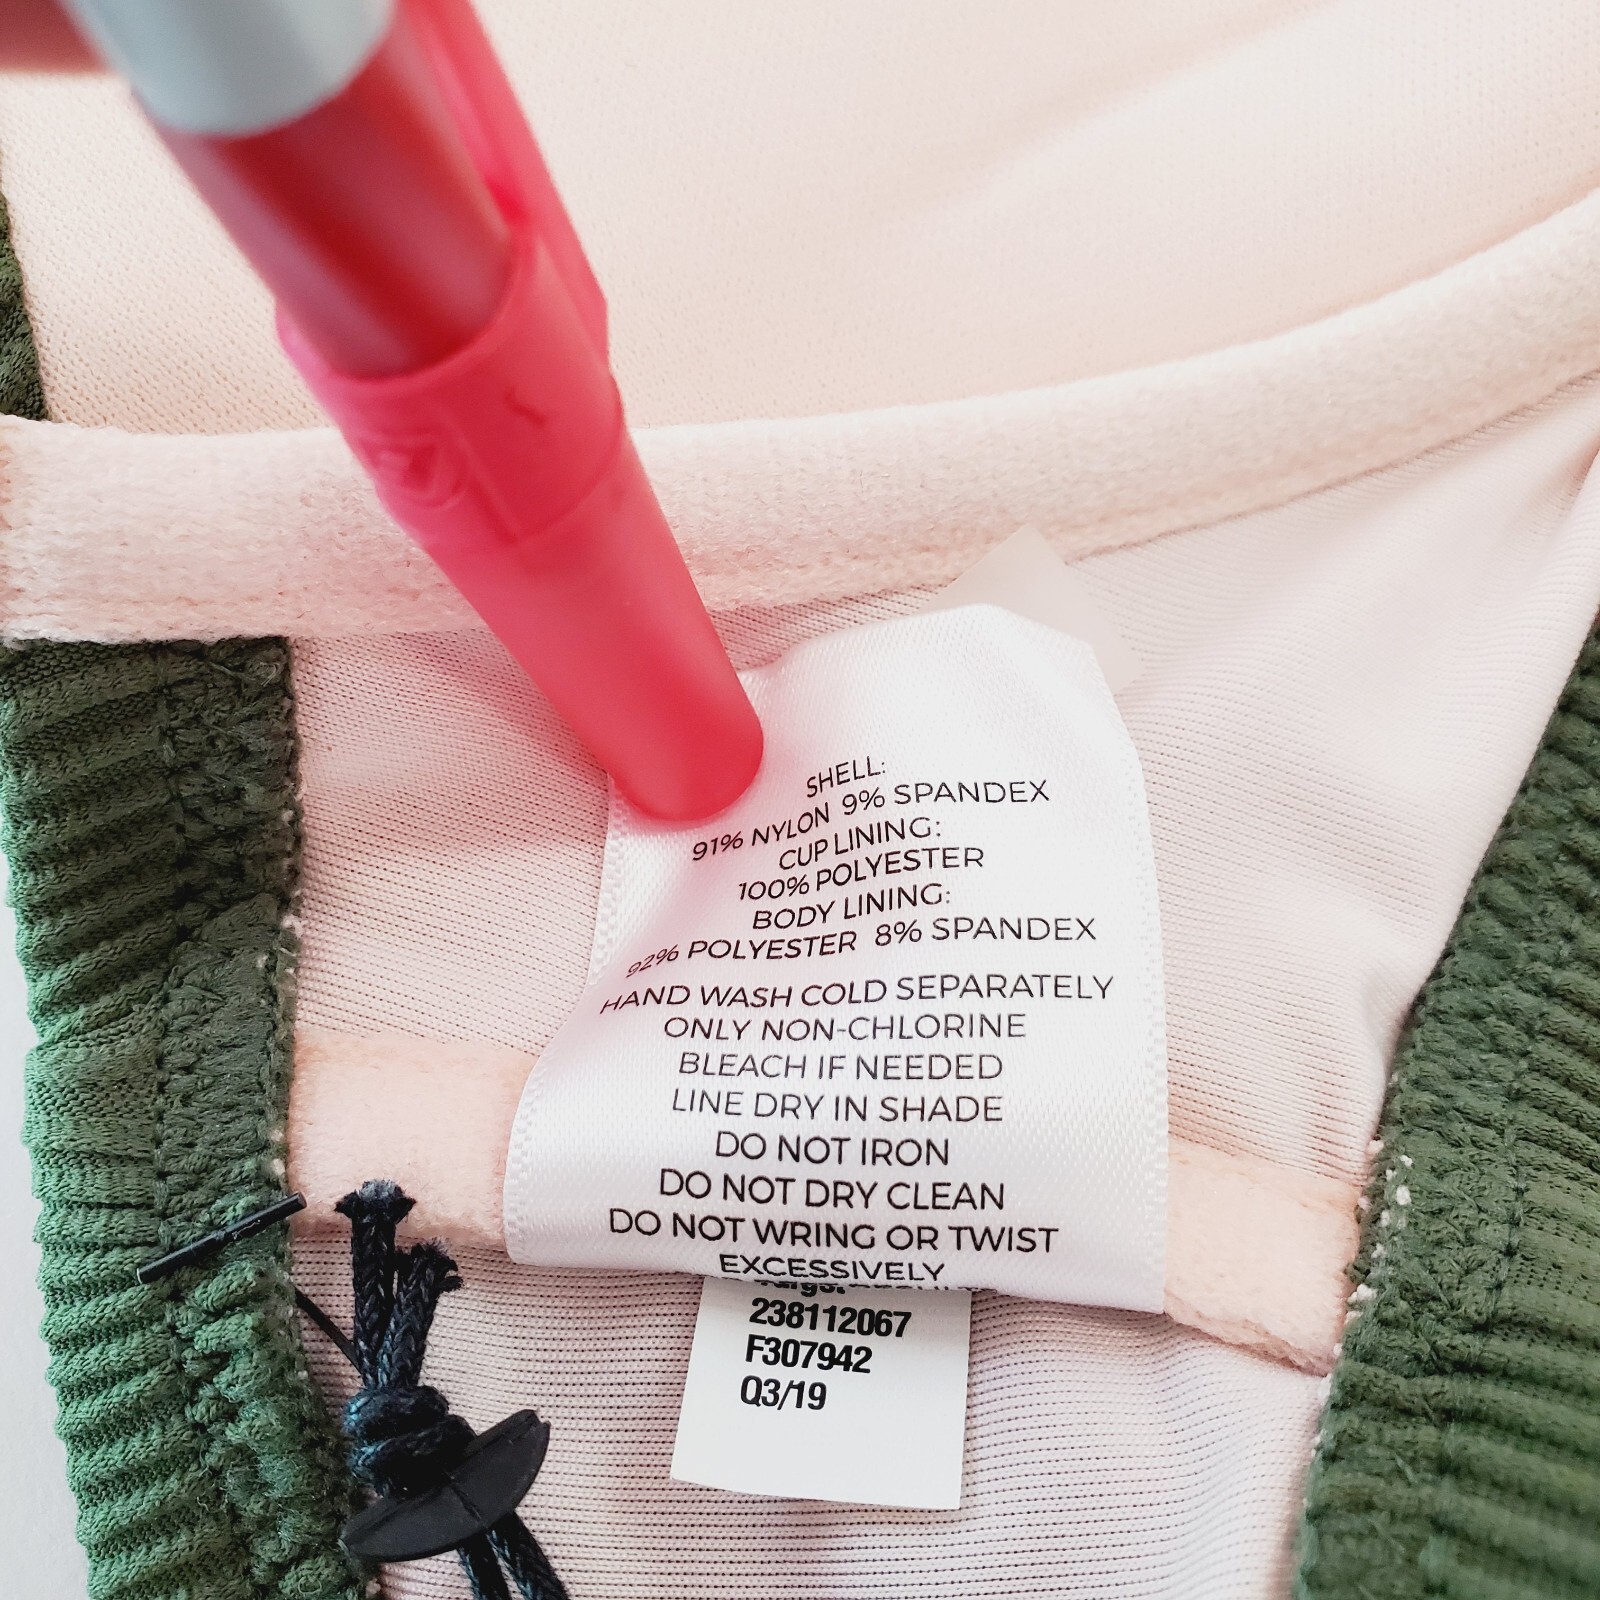 SHELL:
91% NYLON 9% SPANDEX
CUP LINING:
100% POLYESTER
BODY LINING:
92% POLYESTER 8% SPANDEX
HAND WASH COLD SEPARATELY
ONLY NON-CHLORINE
BLEACH IF NEEDED
LINE DRY IN SHADE
DO NOT IRON
DO NOT DRY CLEAN
DO NOT WRING OR TWIST
EXCESSIVELY
238112067
F307942
Q3/19